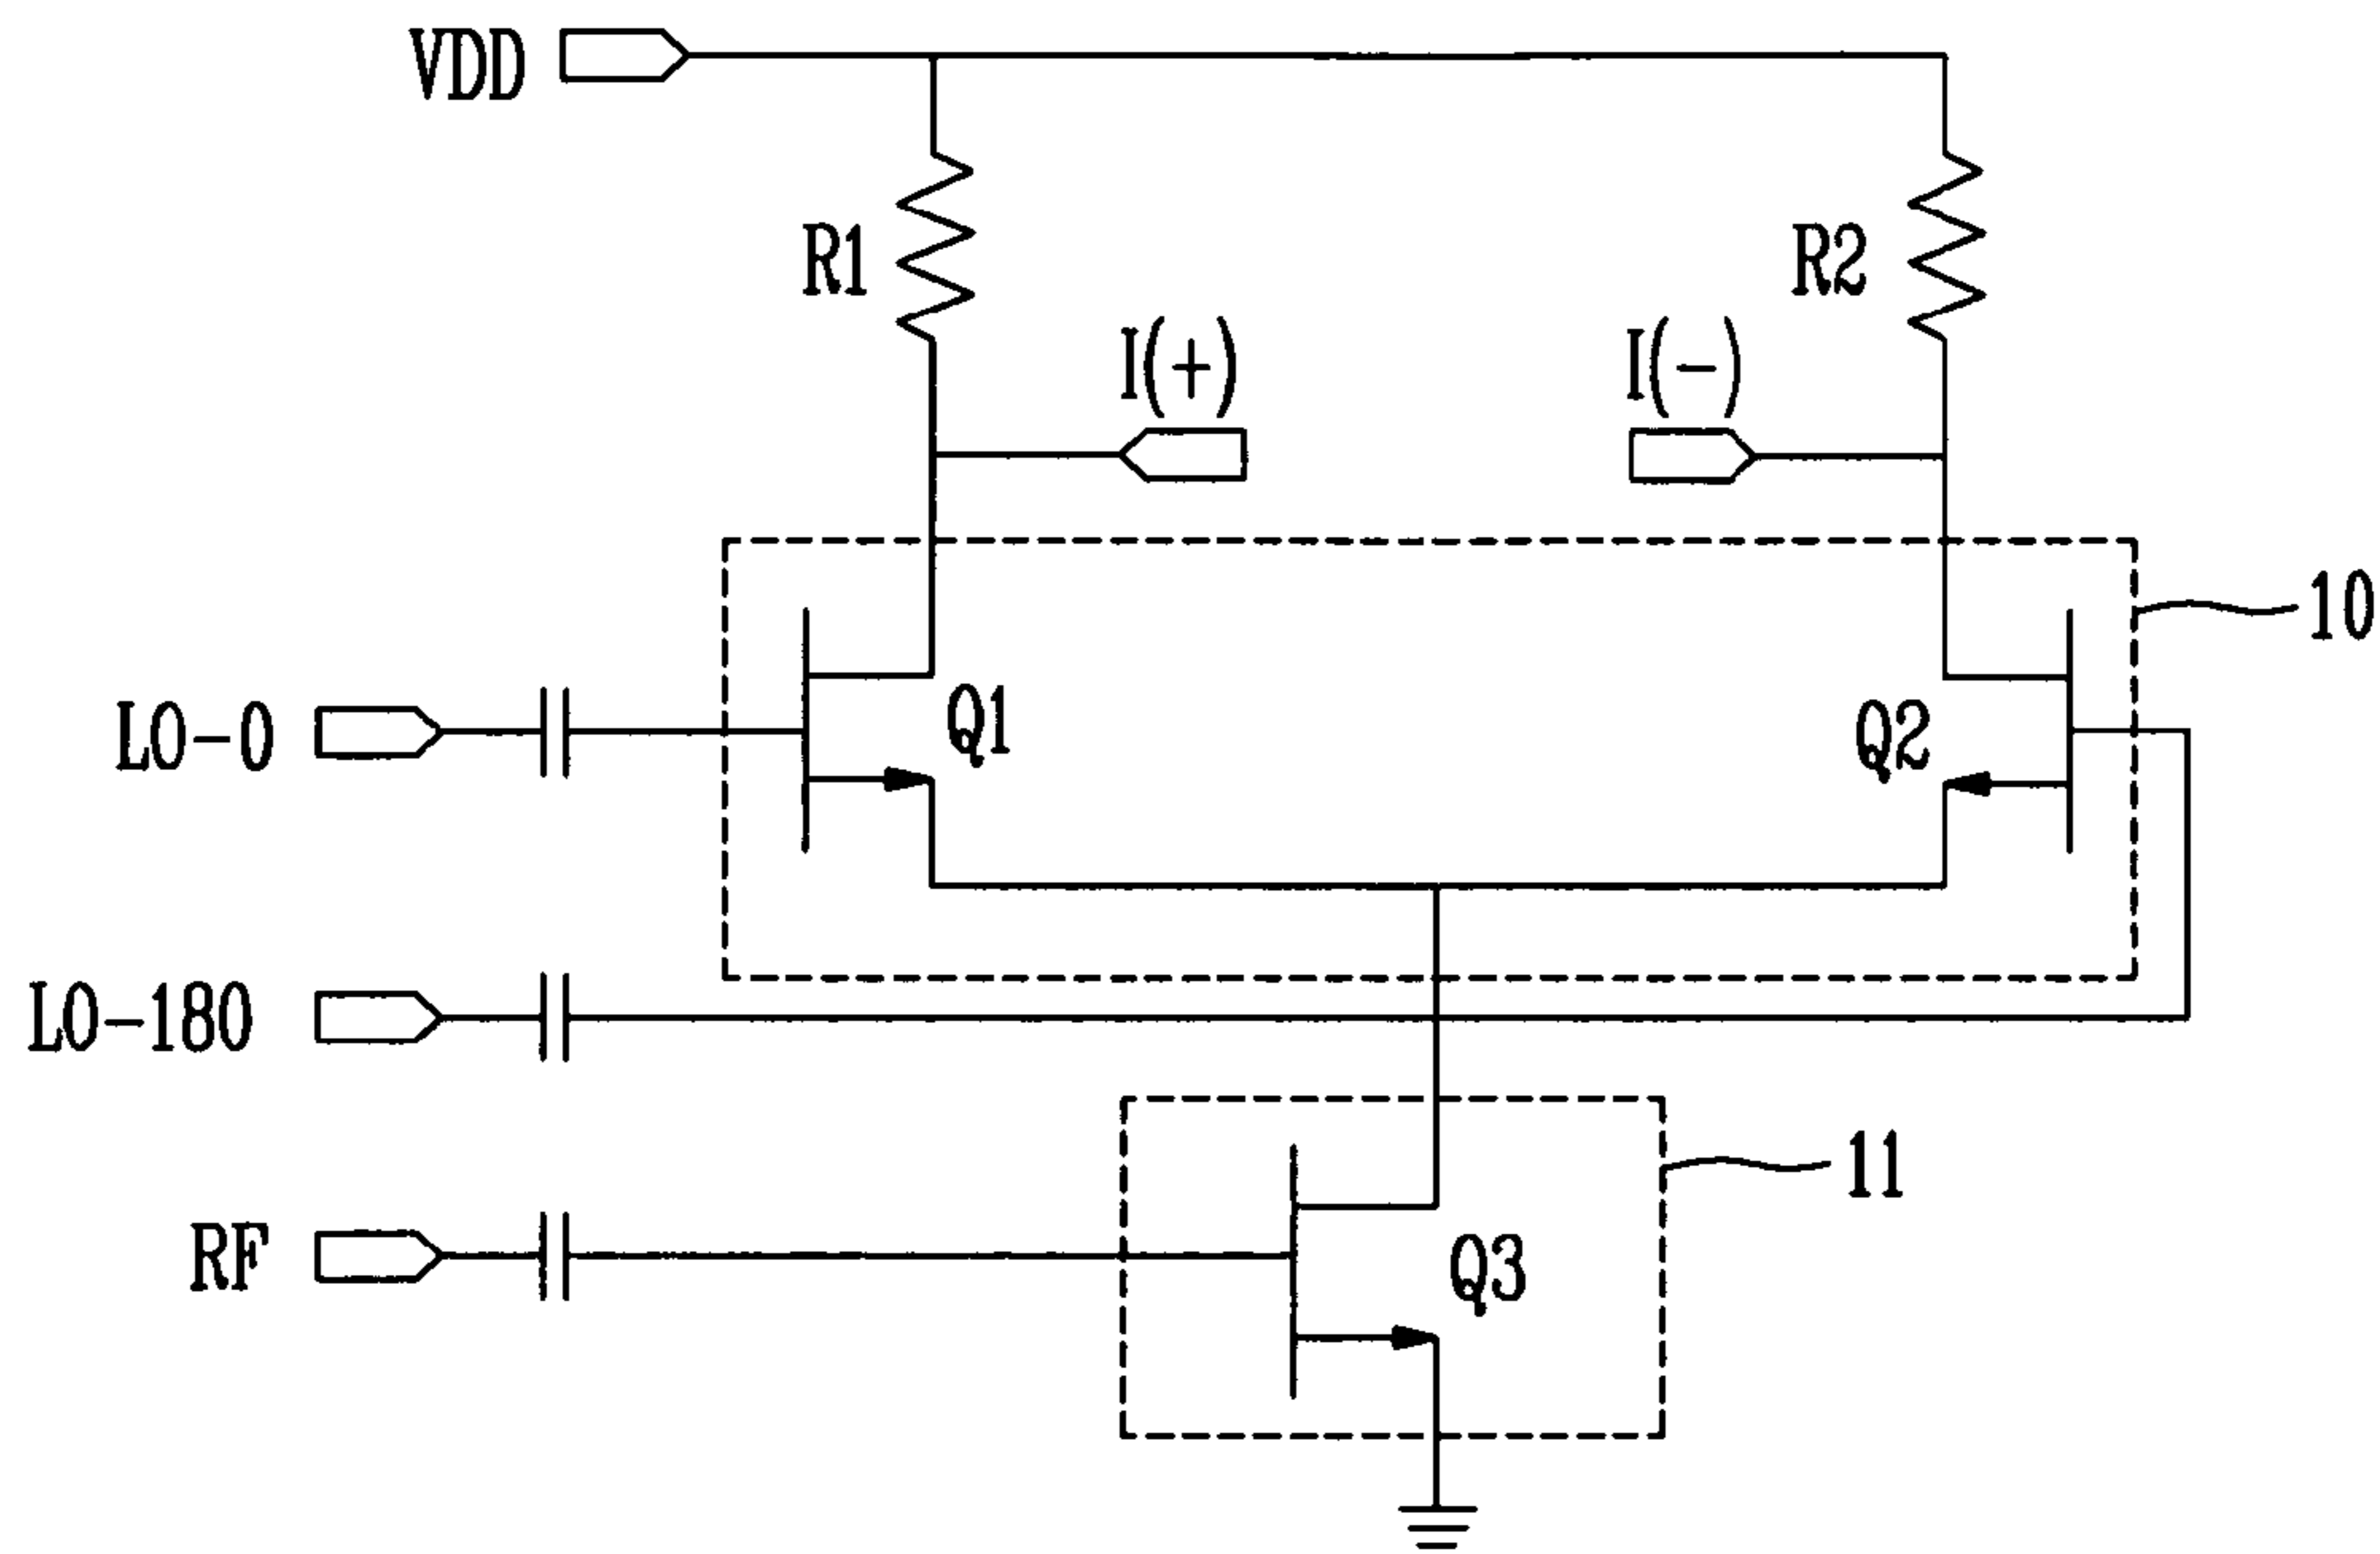 VDD
R1
R2
I(+)
I(-)
10
LO-0
Q1
Q2
LO-180
11
RF
Q3